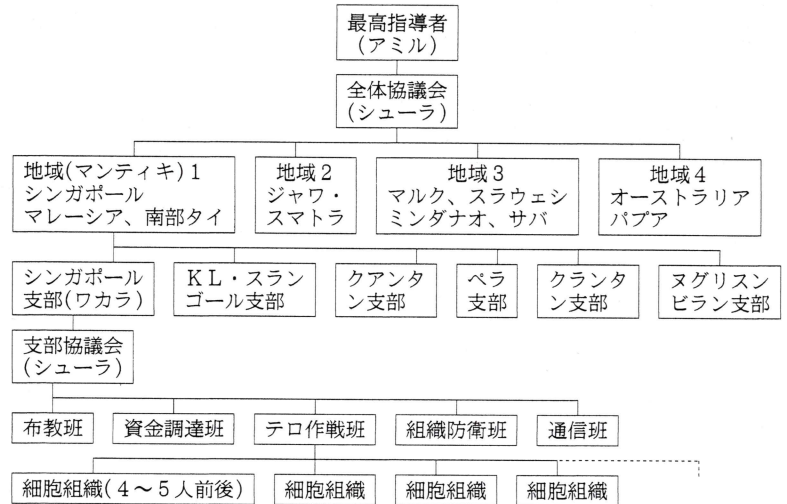 最高指導者
(アミル)
全体協議会
(シューラ)
地域(マンティキ)1
シンガポール
マレーシア、南部タイ
地域2
ジャワ・
スマトラ
地域3
マルク、スラウェシ
ミンダナオ、サバ
地域4
オーストラリア
パプア
シンガポール
支部(ワカラ)
KL・スラン
ゴール支部
クアンタ
ン支部
ペラ
支部
クランタ
ン支部
ヌグリスン
ビラン支部
支部協議会
(シューラ)
布教班
資金調達班
テロ作戦班
組織防衛班
通信班
細胞組織(4〜5人前後)
細胞組織
細胞組織
細胞組織